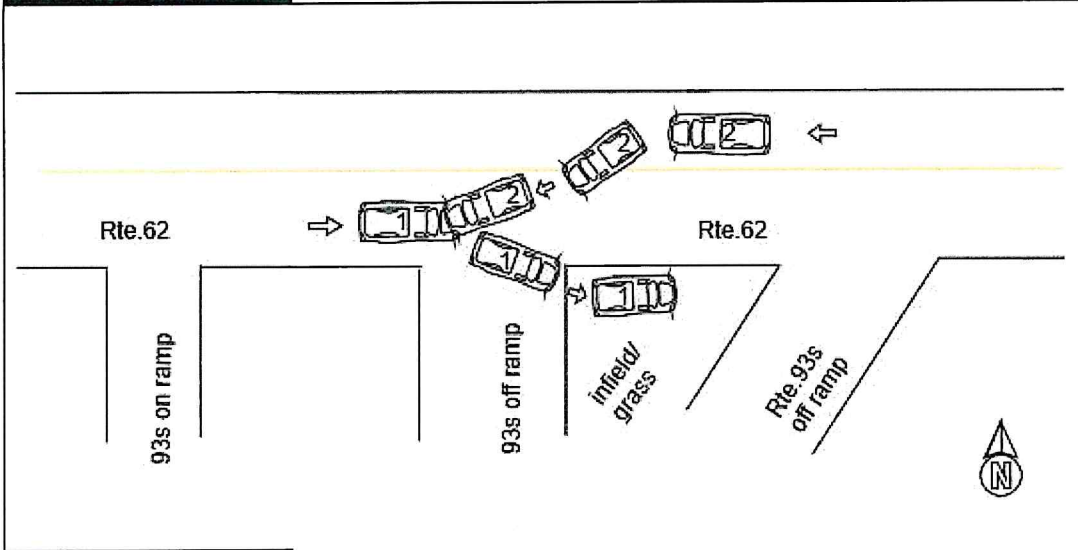 2
2
2
1
Rte.62
Rte.62
1
1
93s on ramp
93s off ramp
infield/
grass
Rte.93s
off ramp
N